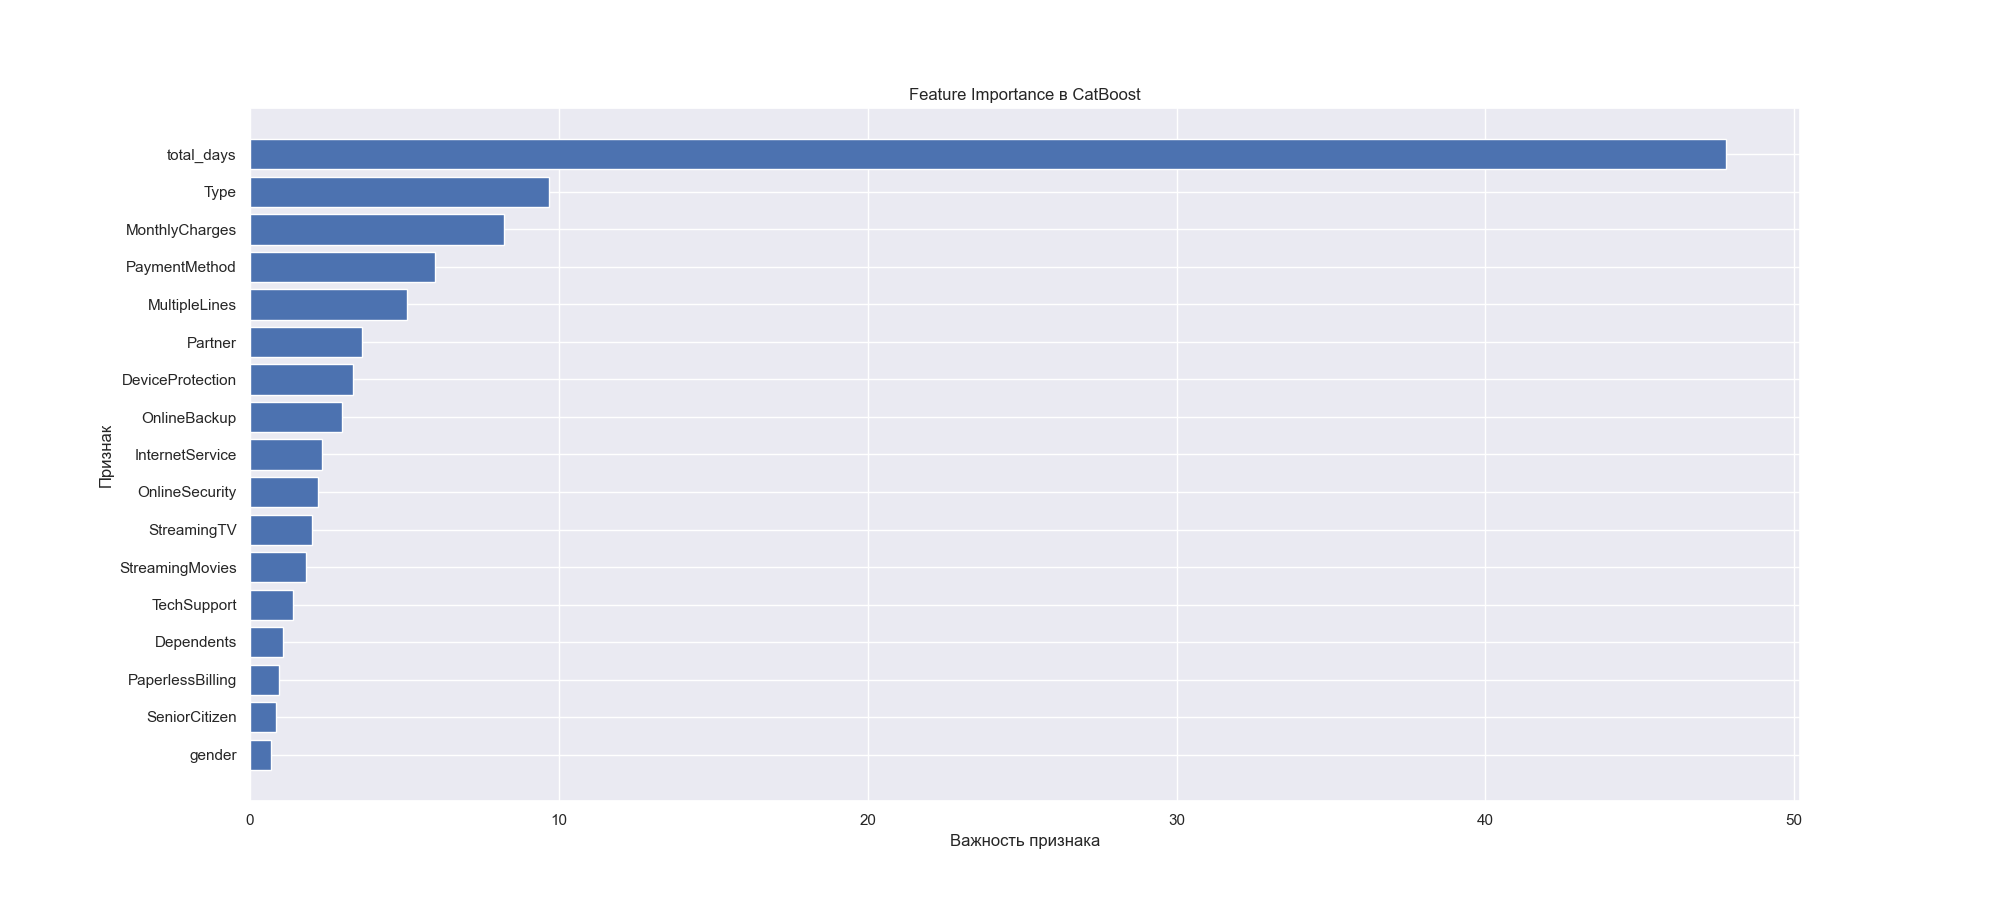 Feature Importance в CatBoost
Признак
total_days
Type
MonthlyCharges
PaymentMethod
MultipleLines
Partner
DeviceProtection
OnlineBackup
InternetService
OnlineSecurity
StreamingTV
StreamingMovies
TechSupport
Dependents
PaperlessBilling
SeniorCitizen
gender
0 10 20 30 40 50
Важность признака